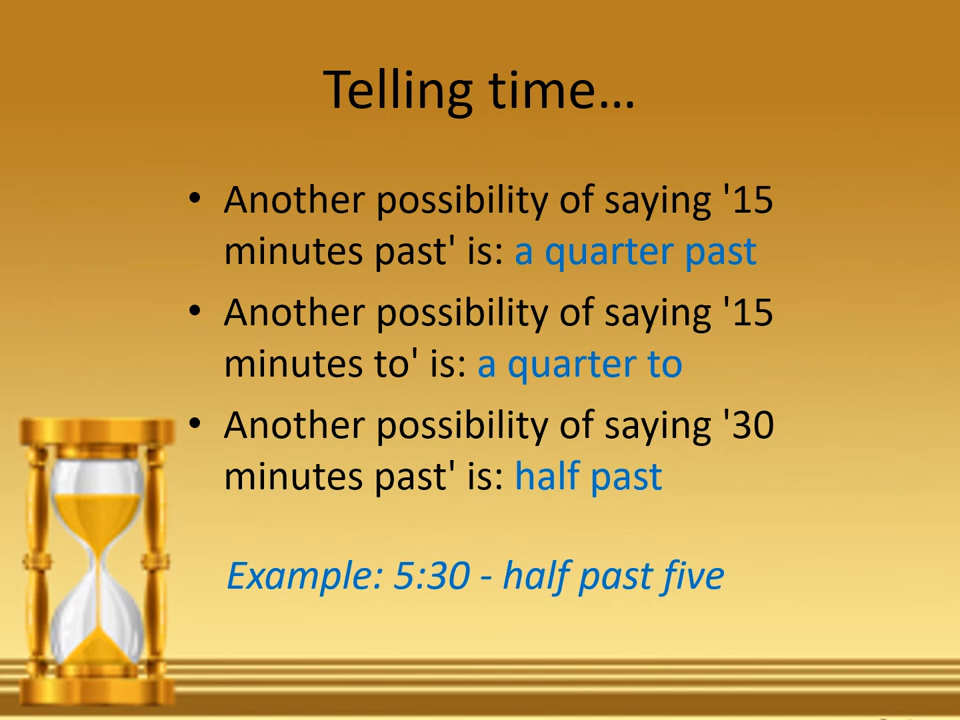 Telling time…
• Another possibility of saying '15
minutes past' is: a quarter past
• Another possibility of saying '15
minutes to' is: a quarter to
• Another possibility of saying '30
minutes past' is: half past
Example: 5:30 - half past five